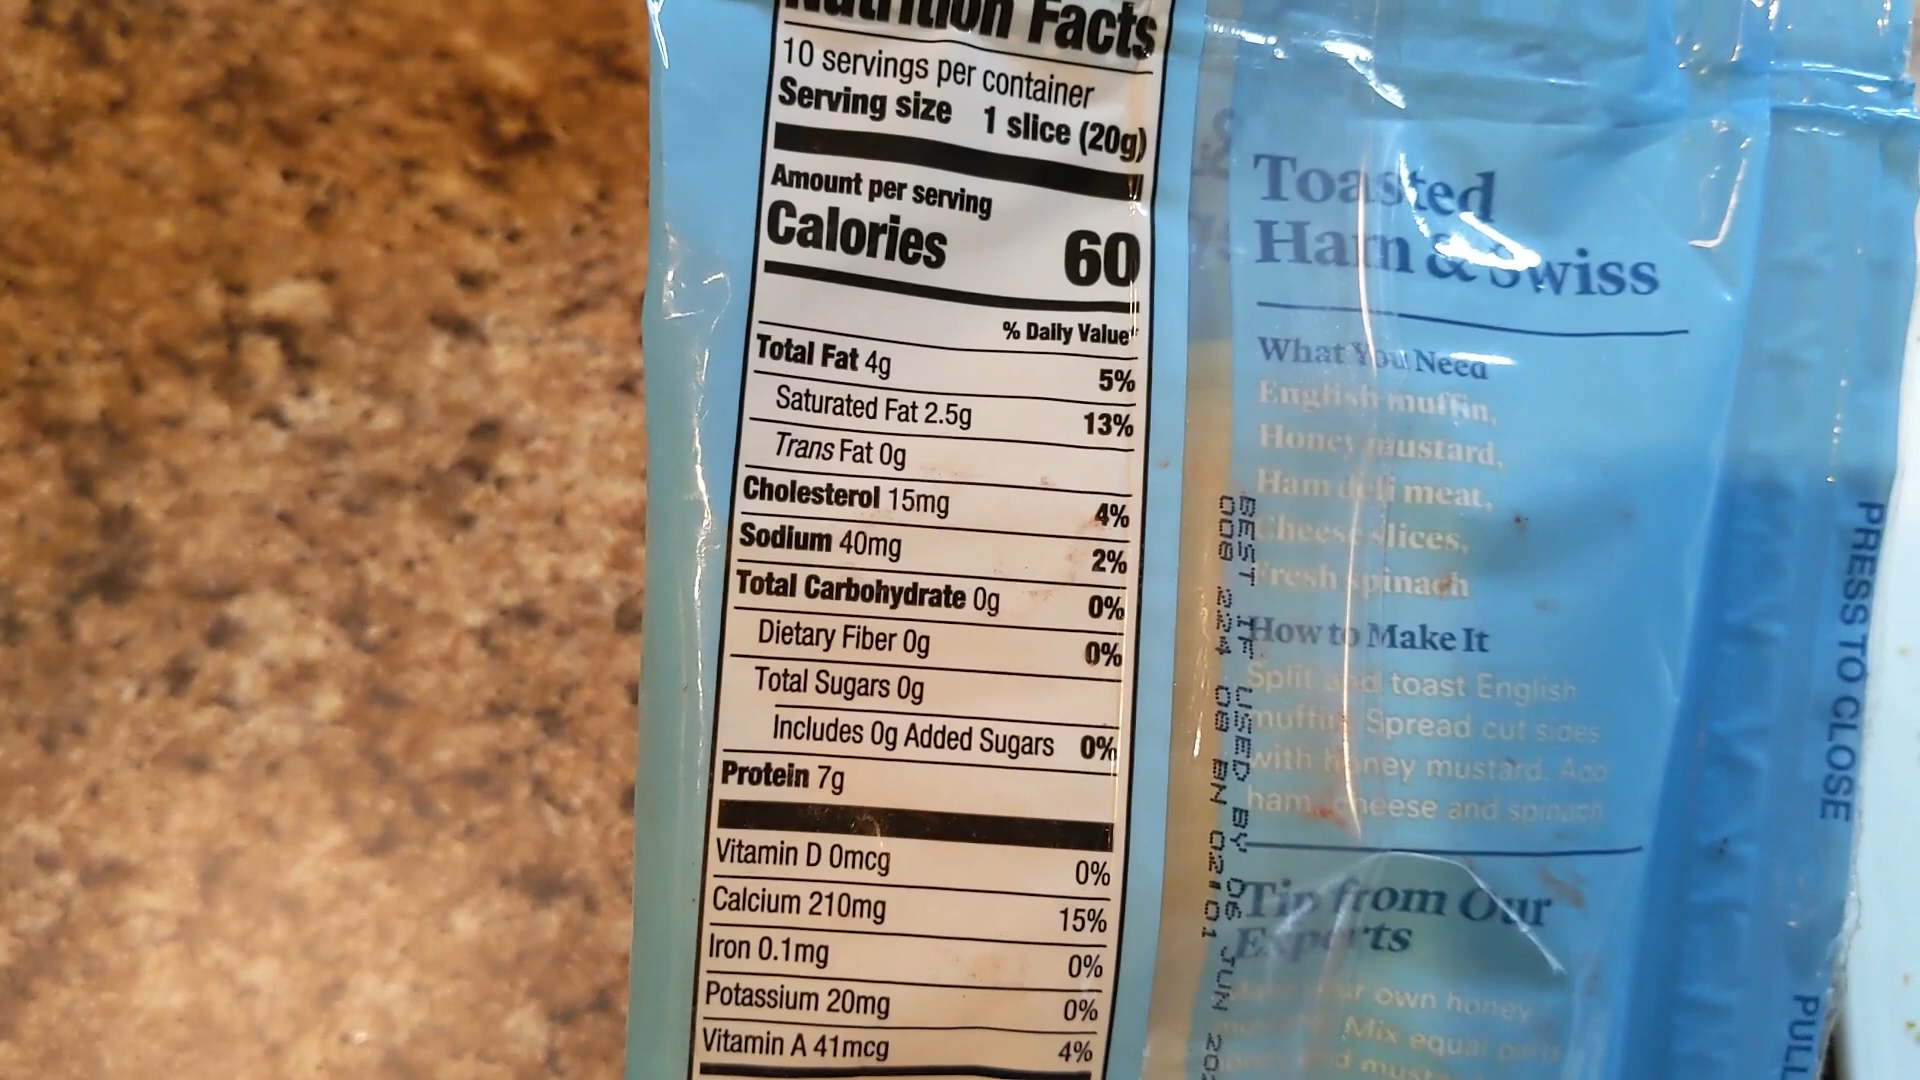 Nutrition Facts
10 servings per container
Serving size 1 slice (20g)
Amount per serving
Calories 60
% Daily Value*
Total Fat 4g 5%
Saturated Fat 2.5g 13%
Trans Fat 0g
Cholesterol 15mg 4%
Sodium 40mg 2%
Total Carbohydrate 0g 0%
Dietary Fiber 0g 0%
Total Sugars 0g
Includes 0g Added Sugars 0%
Protein 7g
Vitamin D 0mcg 0%
Calcium 210mg 15%
Iron 0.1mg 0%
Potassium 20mg 0%
Vitamin A 41mcg 4%
BEST IF USED BY 06 JUN
008 224 08 BN 02101
Toasted
Ham & Swiss
What You Need
English muffin,
Honey mustard,
Ham deli meat,
Cheese slices,
Fresh spinach
How to Make It
Split and toast English
muffin. Spread cut sides
with honey mustard. Add
ham, cheese and spinach
Tip from Our
Experts
own honey
Mix equal
PRESS TO CLOSE
PULL